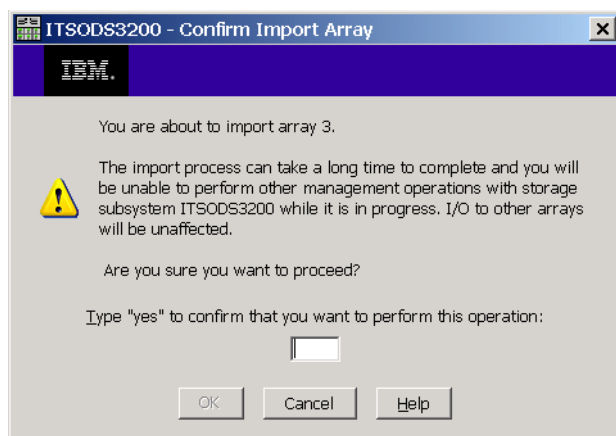 ITSODS3200 - Confirm Import Array
IBM.
You are about to import array 3.
The import process can take a long time to complete and you will
be unable to perform other management operations with storage
subsystem ITSODS3200 while it is in progress. I/O to other arrays
will be unaffected.
Are you sure you want to proceed?
Type "yes" to confirm that you want to perform this operation:
OK
Cancel
Help